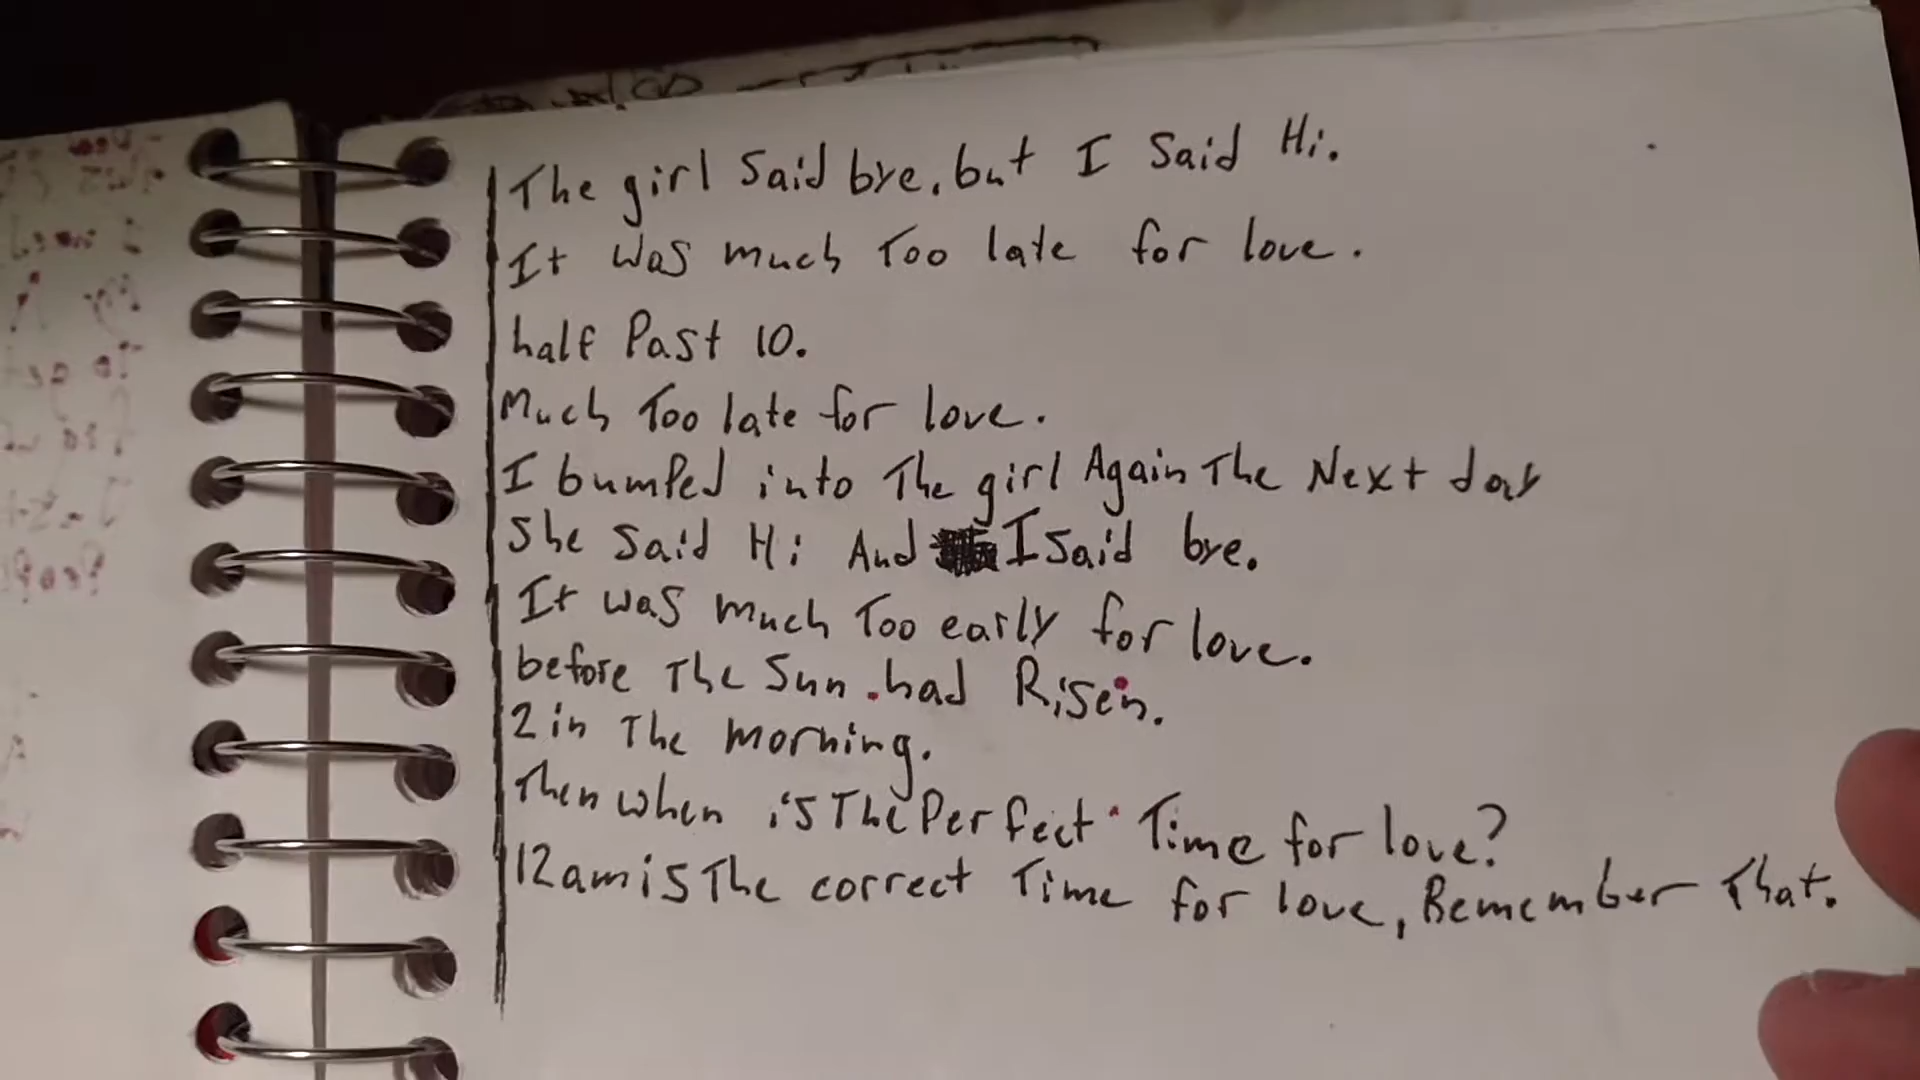 The girl Said bye, but I Said Hi.
It was much Too late for love.
half Past 10.
Much Too late for love.
I bumped into The girl Again The Next day
She Said Hi And I Said bye.
It was much Too early for love.
before The Sun had Risen.
2 in The morning.
Then when is The Perfect Time for love?
12am is The correct Time for love, Remember That.